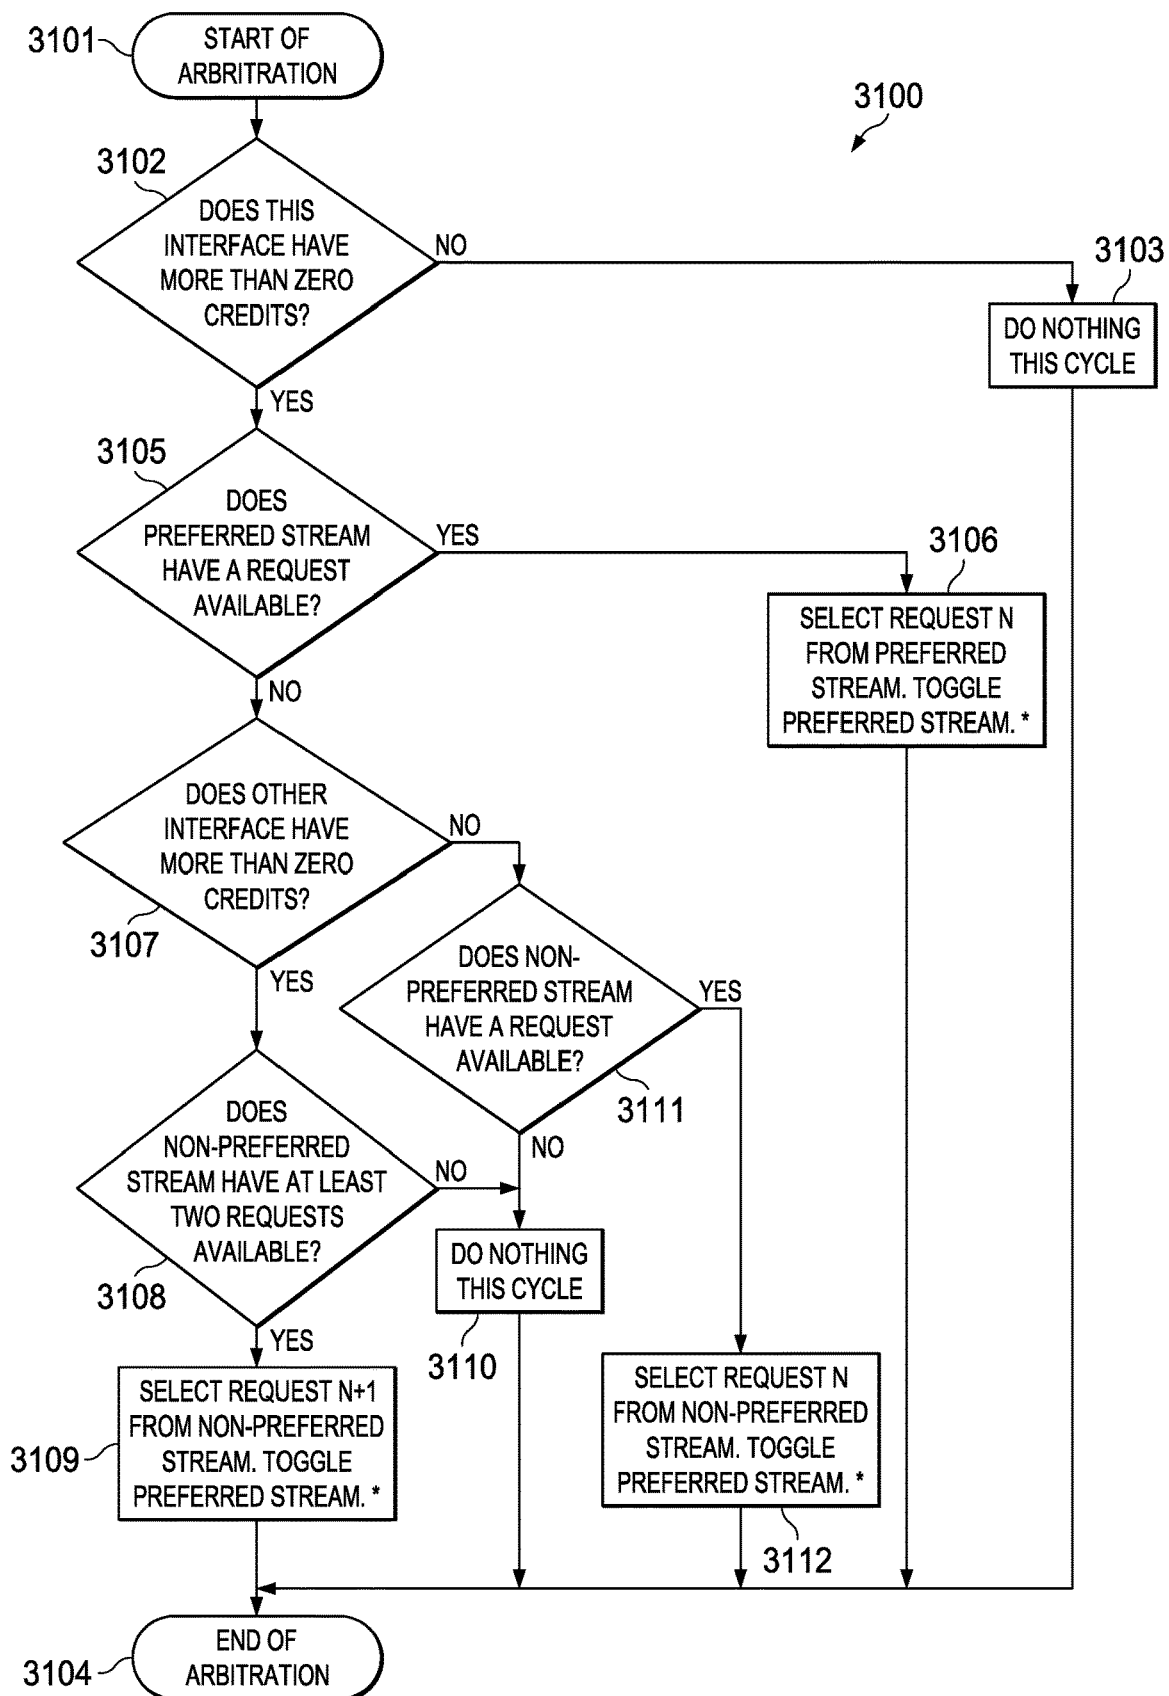 3101
START OF
ARBRITRATION
3100
3102
DOES THIS
INTERFACE HAVE
MORE THAN ZERO
CREDITS?
NO
YES
3103
DO NOTHING
THIS CYCLE
3105
DOES
PREFERRED STREAM
HAVE A REQUEST
AVAILABLE?
YES
NO
3106
SELECT REQUEST N
FROM PREFERRED
STREAM. TOGGLE
PREFERRED STREAM. *
DOES OTHER
INTERFACE HAVE
MORE THAN ZERO
CREDITS?
NO
3107
YES
DOES NON-
PREFERRED STREAM
HAVE A REQUEST
AVAILABLE?
YES
3111
NO
DOES
NON-PREFERRED
STREAM HAVE AT LEAST
TWO REQUESTS
AVAILABLE?
NO
3108
YES
DO NOTHING
THIS CYCLE
3110
SELECT REQUEST N+1
FROM NON-PREFERRED
STREAM. TOGGLE
PREFERRED STREAM. *
3109
SELECT REQUEST N
FROM NON-PREFERRED
STREAM. TOGGLE
PREFERRED STREAM. *
3112
END OF
ARBITRATION
3104